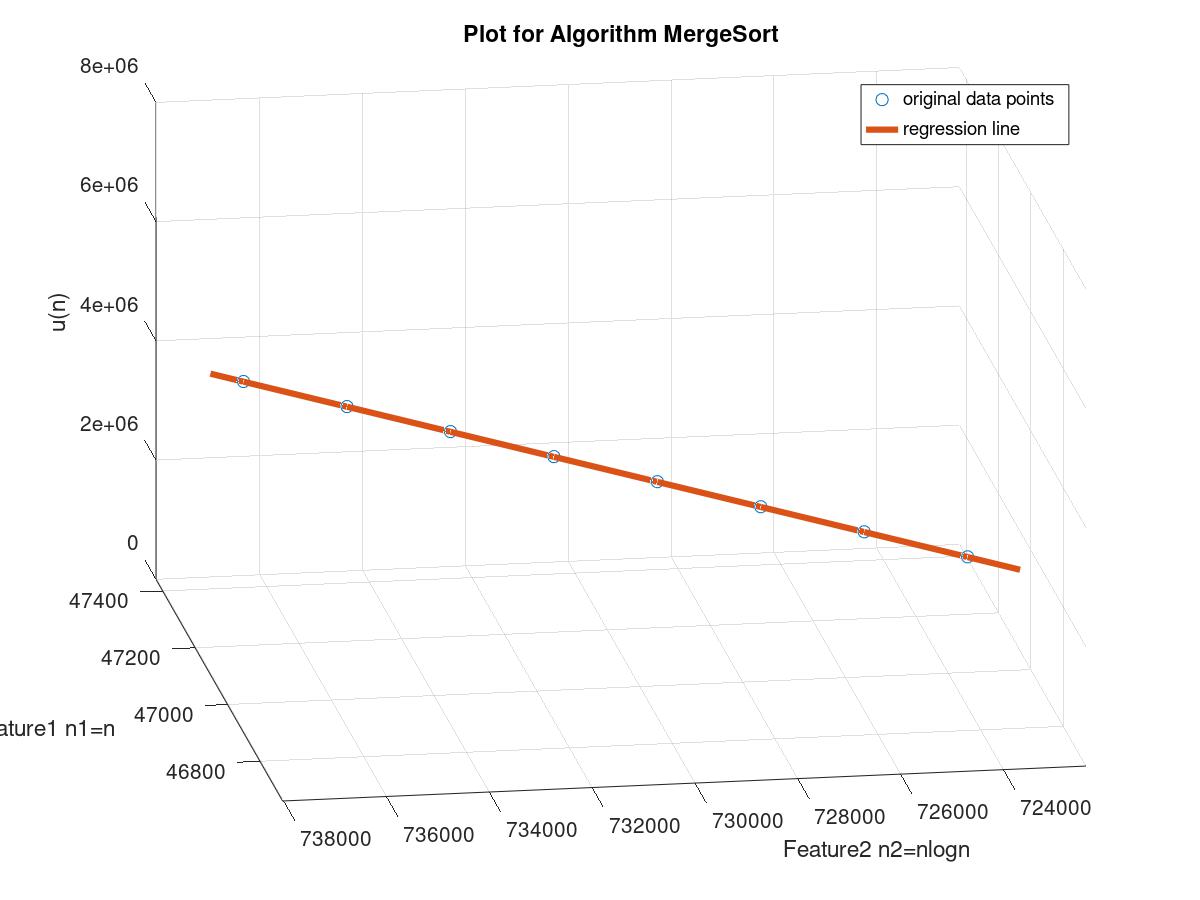 Plot for Algorithm MergeSort
8e+06
6e+06
4e+06
2e+06
0
u(n)
original data points
regression line
47400
47200
47000
46800
ature1 n1=n
738000
736000
734000
732000
730000
728000
726000
724000
Feature2 n2=nlogn